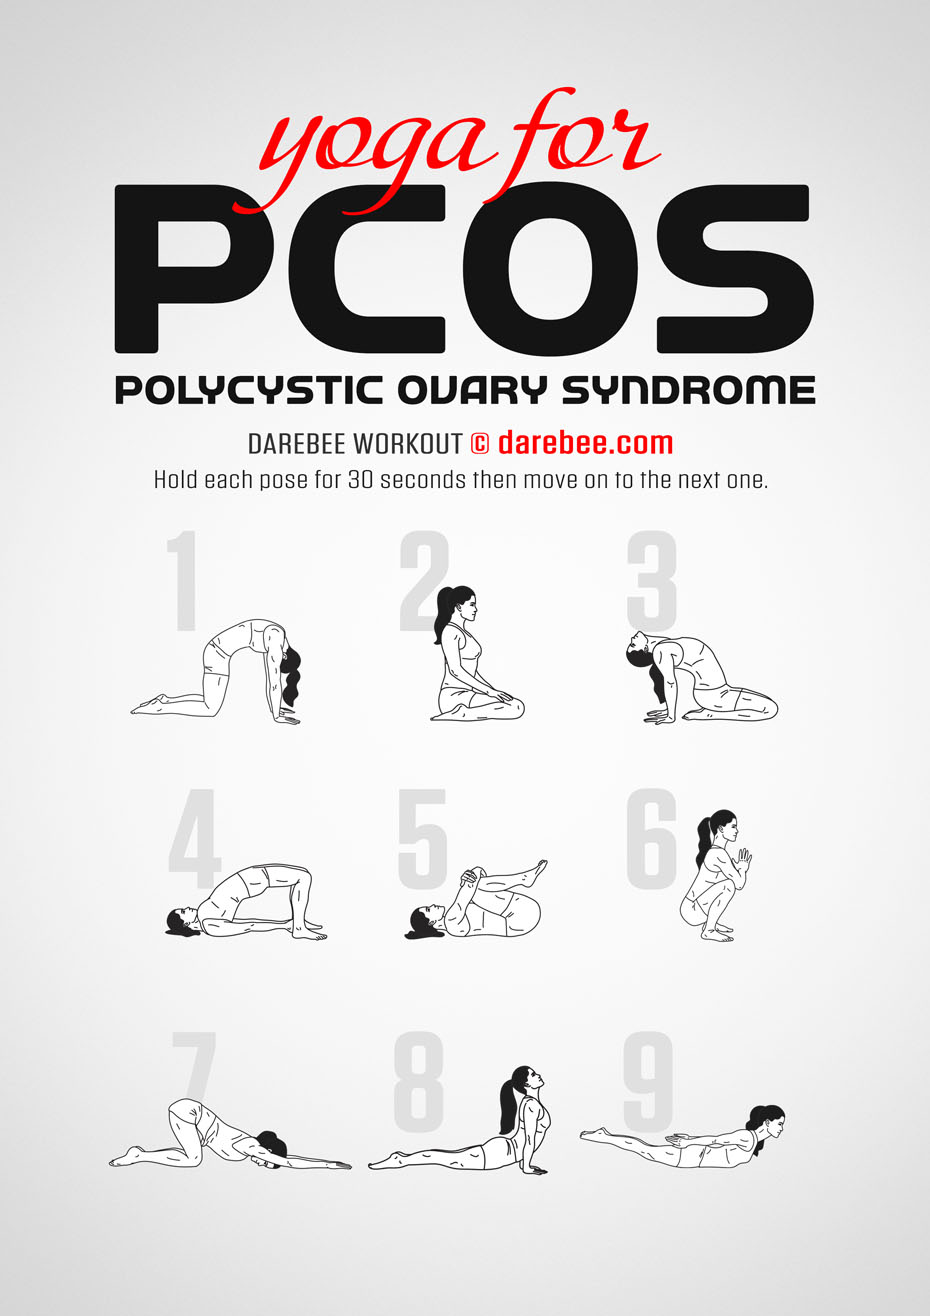 yoga for
PCOS
POLYCYSTIC OVARY SYNDROME
DAREBEE WORKOUT © darebee.com
Hold each pose for 30 seconds then move on to the next one.
1 2 3
4 5 6
7 8 9